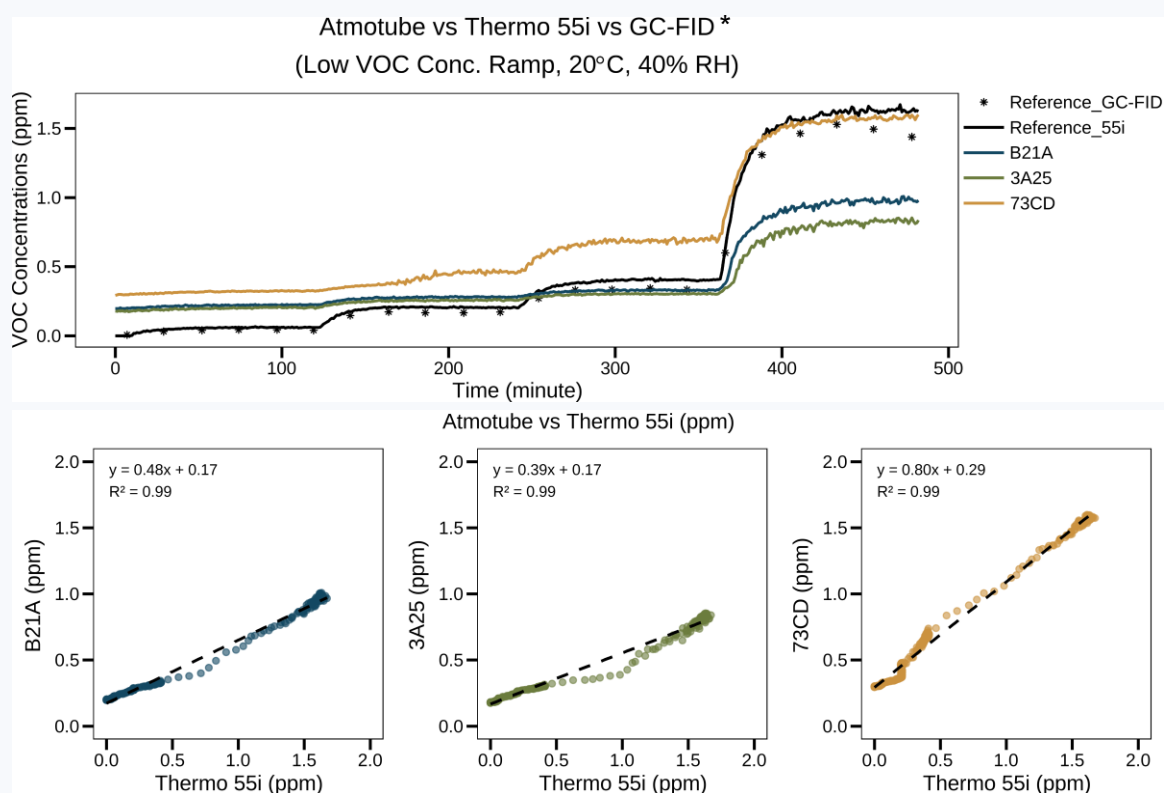 Atmotube vs Thermo 55i vs GC-FID *
(Low VOC Conc. Ramp, 20°C, 40% RH)
VOC Concentrations (ppm)
1.5
1.0
0.5
0.0
0 100 200 300 400 500
Time (minute)
* Reference_GC-FID
Reference_55i
B21A
3A25
73CD
Atmotube vs Thermo 55i (ppm)
B21A (ppm)
y = 0.48x + 0.17
R² = 0.99
2.0
1.5
1.0
0.5
0.0
0.0 0.5 1.0 1.5 2.0
Thermo 55i (ppm)
3A25 (ppm)
y = 0.39x + 0.17
R² = 0.99
2.0
1.5
1.0
0.5
0.0
0.0 0.5 1.0 1.5 2.0
Thermo 55i (ppm)
73CD (ppm)
y = 0.80x + 0.29
R² = 0.99
2.0
1.5
1.0
0.5
0.0
0.0 0.5 1.0 1.5 2.0
Thermo 55i (ppm)